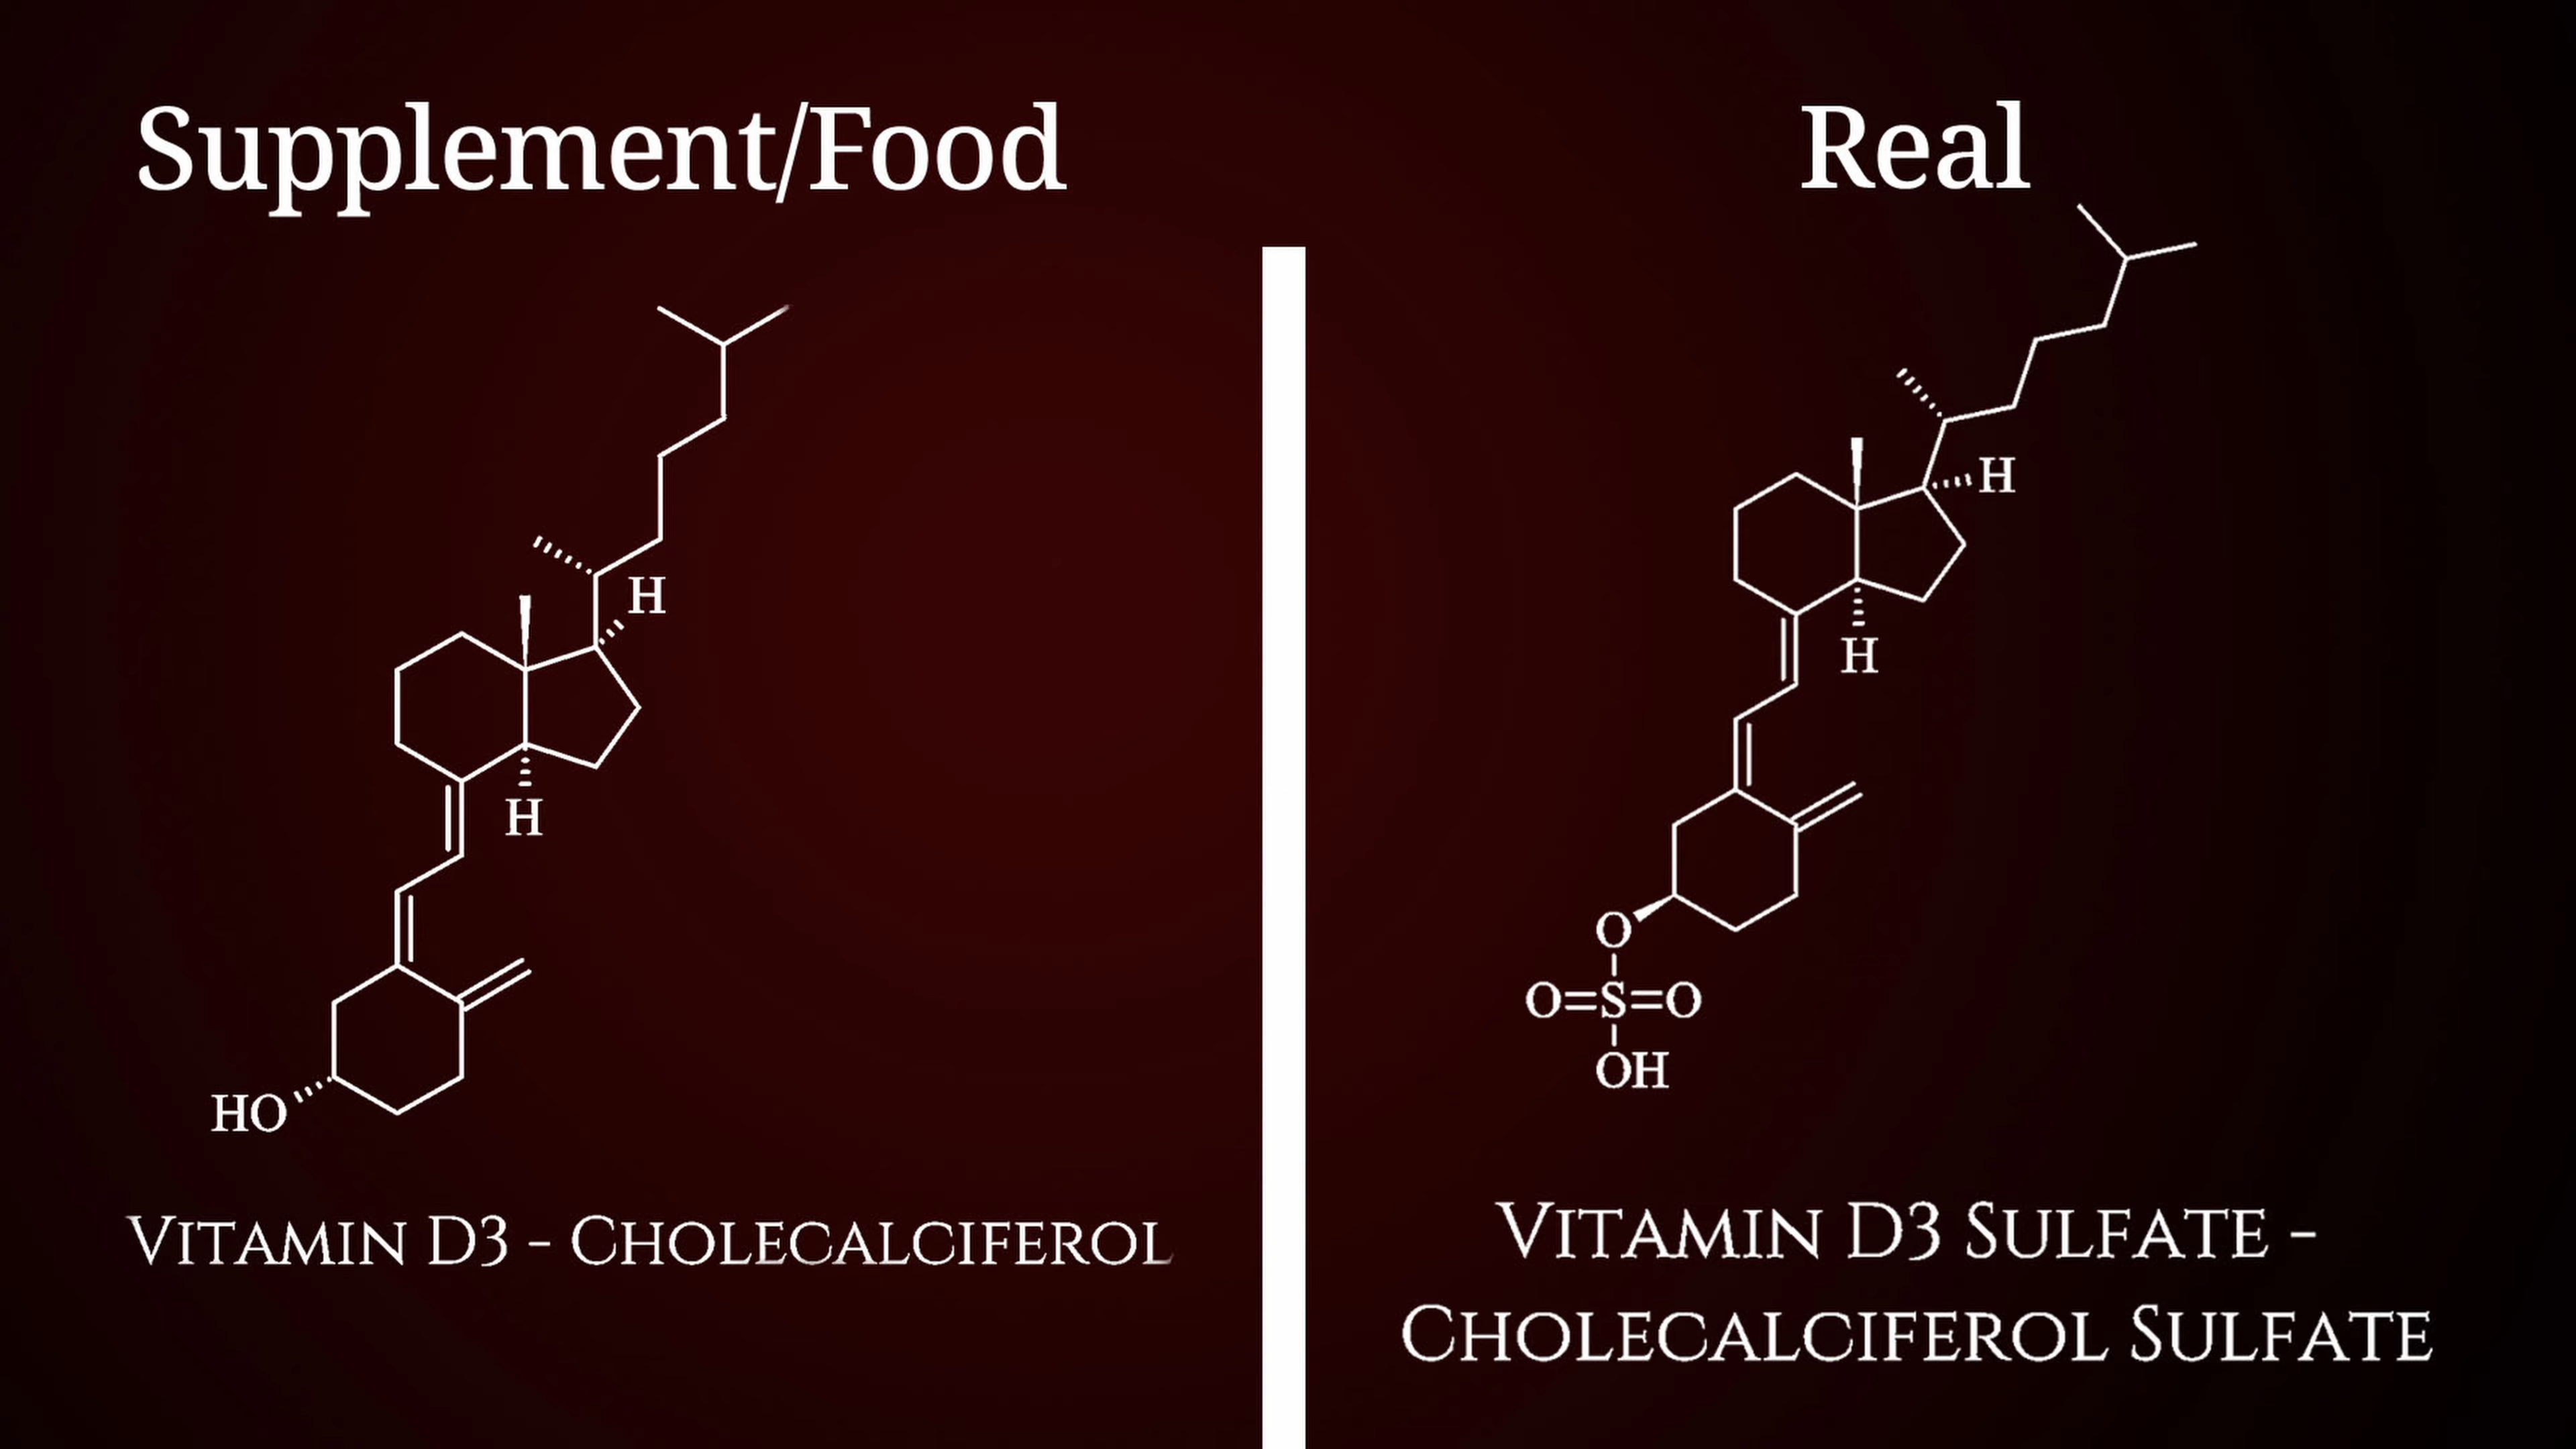 Supplement/Food
Real
H
H
HO
H
H
O
O=S=O
OH
Vitamin D3 - Cholecalciferol
Vitamin D3 Sulfate -
Cholecalciferol Sulfate